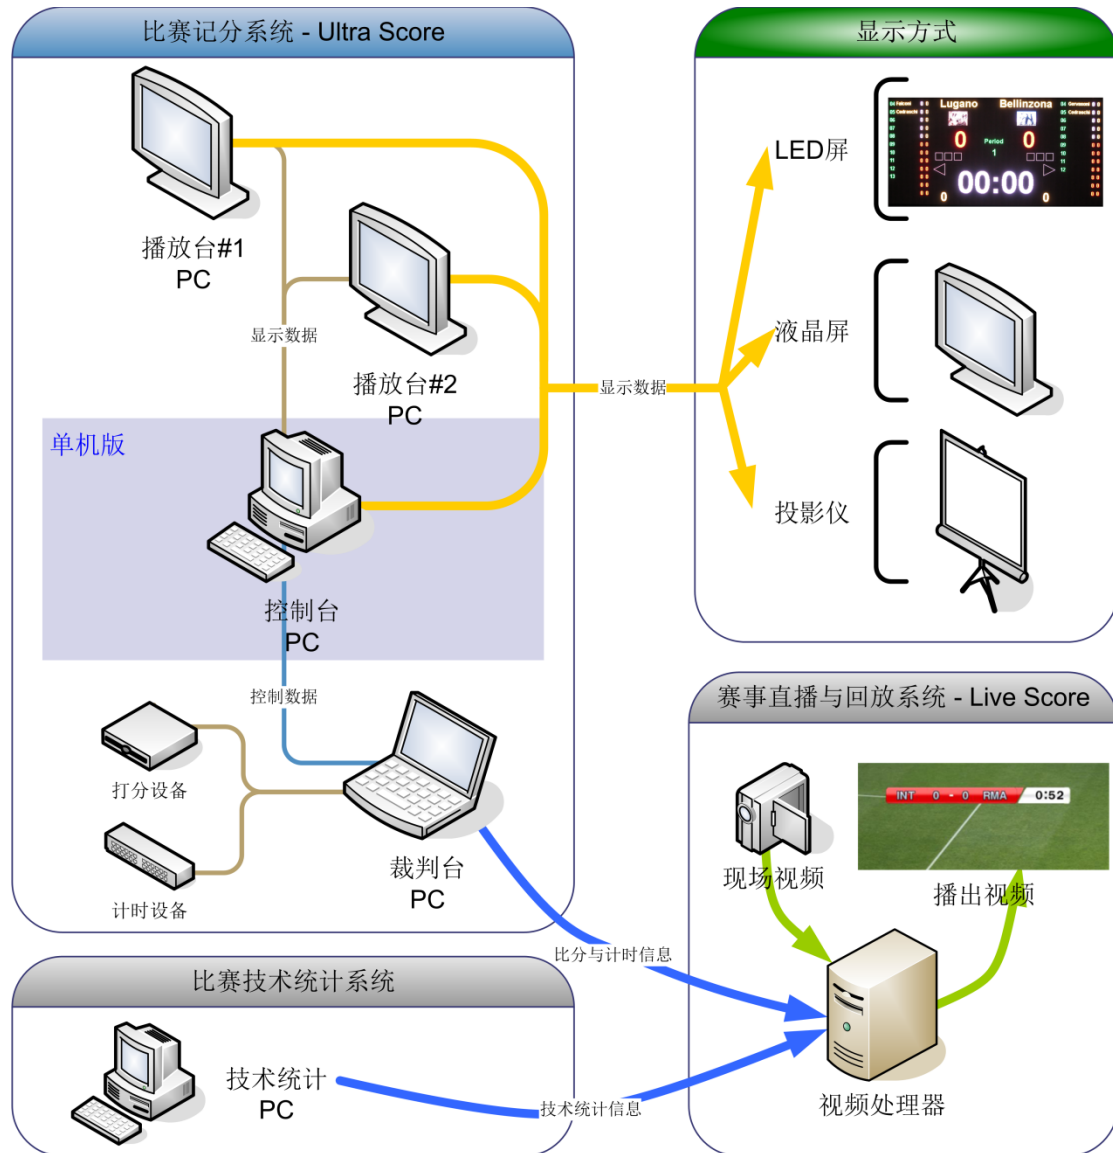 比赛记分系统 - Ultra Score
播放台#1
PC
播放台#2
PC
显示数据
单机版
控制台
PC
控制数据
打分设备
计时设备
裁判台
PC
显示数据
显示方式
LED屏
Lugano
Bellinzona
0
0
Period
1
00:00
0
0
液晶屏
投影仪
赛事直播与回放系统 - Live Score
现场视频
INT 0 - 0 RMA 0:52
播出视频
视频处理器
比分与计时信息
比赛技术统计系统
技术统计
PC
技术统计信息